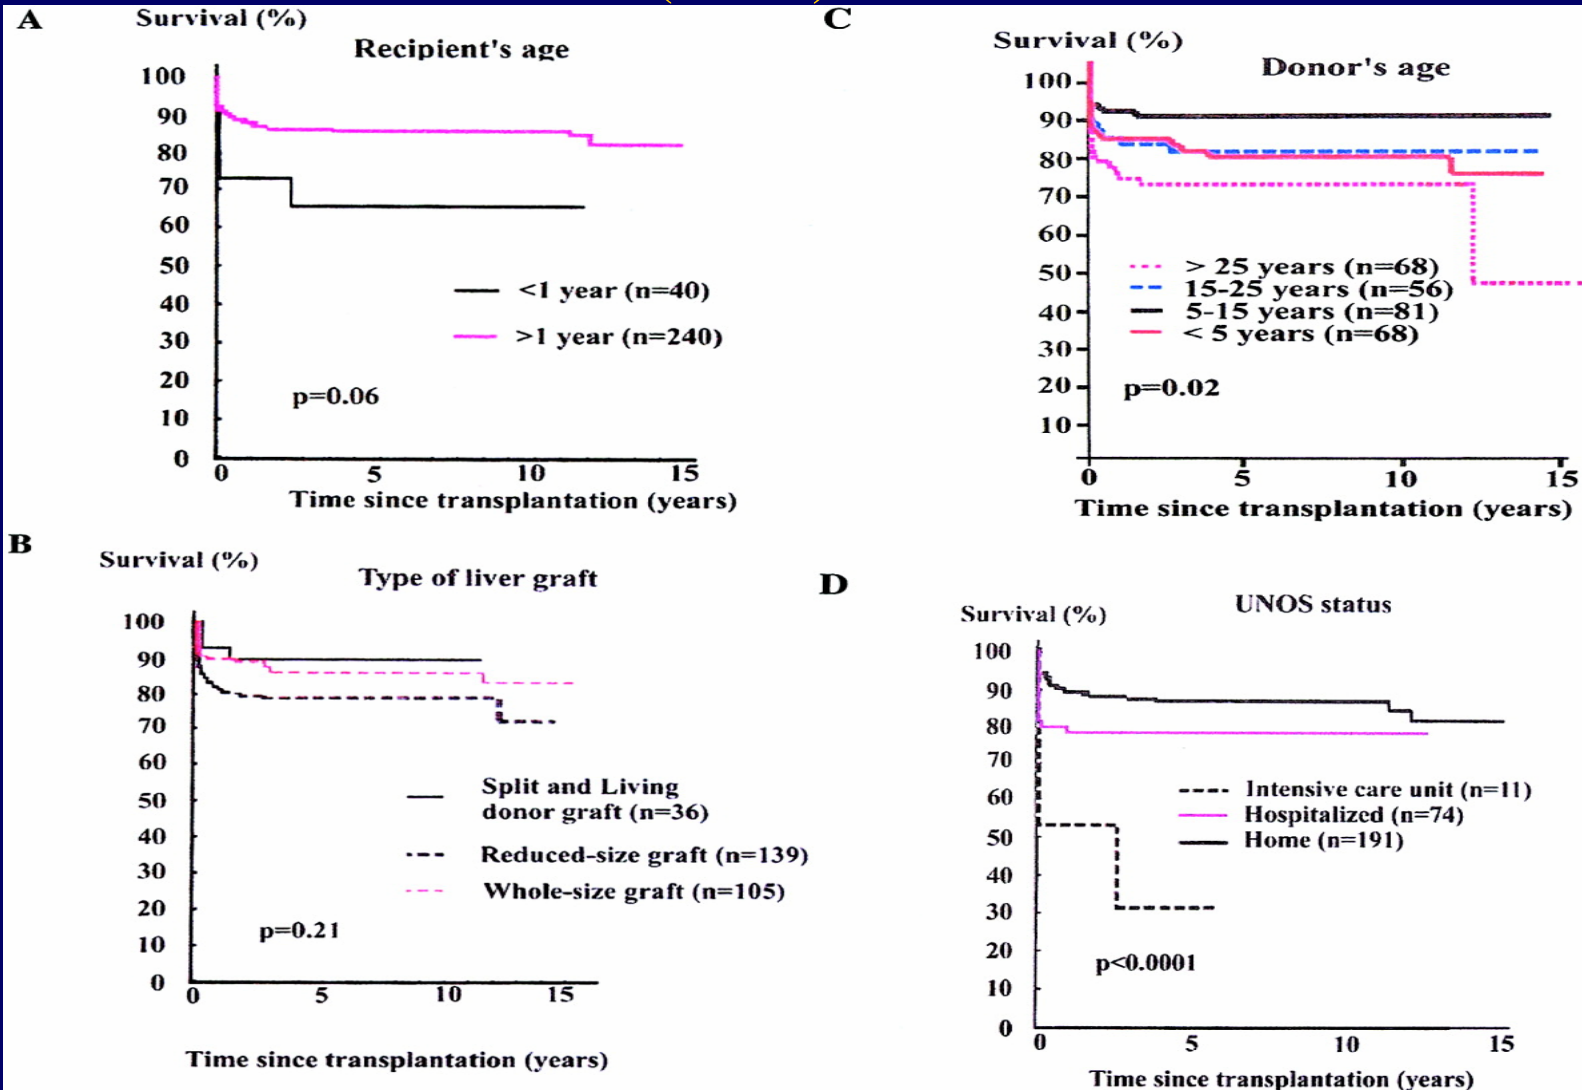 A
Survival (%)
Recipient's age
100
90
80
70
60
50
40
30
20
10
0
<1 year (n=40)
>1 year (n=240)
p=0.06
0 5 10 15
Time since transplantation (years)
C
Survival (%)
Donor's age
100
90
80
70
60
50
40
30
20
10
> 25 years (n=68)
15-25 years (n=56)
5-15 years (n=81)
< 5 years (n=68)
p=0.02
0 5 10 15
Time since transplantation (years)
B
Survival (%)
Type of liver graft
100
90
80
70
60
50
40
30
20
10
0
Split and Living
donor graft (n=36)
Reduced-size graft (n=139)
Whole-size graft (n=105)
p=0.21
0 5 10 15
Time since transplantation (years)
D
Survival (%)
UNOS status
100
90
80
70
60
50
40
30
20
10
0
Intensive care unit (n=11)
Hospitalized (n=74)
Home (n=191)
p<0.0001
0 5 10 15
Time since transplantation (years)